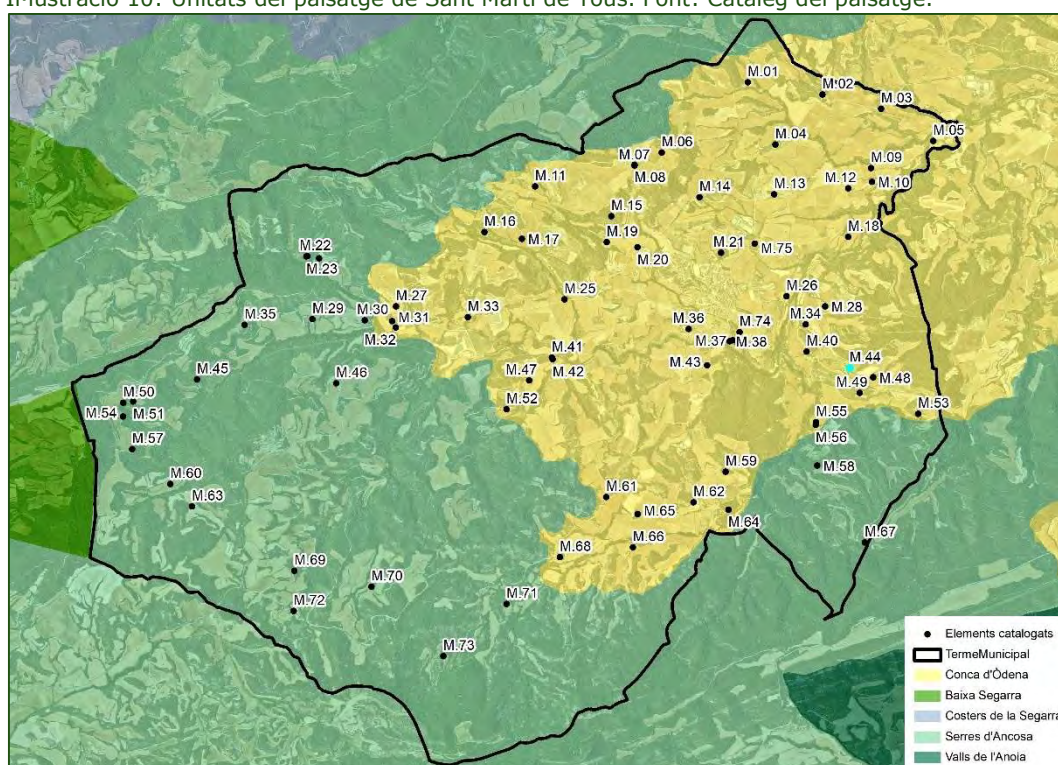 Il·lustració 10: Unitats del paisatge de Sant Martí de Tous. Font: Catàleg del paisatge.
M.01
M.02
M.03
M.04
M.05
M.06
M.07
M.08
M.09
M.10
M.11
M.12
M.13
M.14
M.15
M.16
M.17
M.18
M.19
M.20
M.21
M.75
M.22
M.23
M.25
M.26
M.27
M.28
M.29
M.30
M.31
M.32
M.33
M.34
M.35
M.36
M.74
M.37
M.38
M.40
M.41
M.42
M.43
M.44
M.45
M.46
M.47
M.48
M.49
M.50
M.51
M.52
M.53
M.54
M.55
M.56
M.57
M.58
M.59
M.60
M.61
M.62
M.63
M.64
M.65
M.66
M.67
M.68
M.69
M.70
M.71
M.72
M.73
Elements catalogats
TermeMunicipal
Conca d'Òdena
Baixa Segarra
Costers de la Segarra
Serres d'Ancosa
Valls de l'Anoia